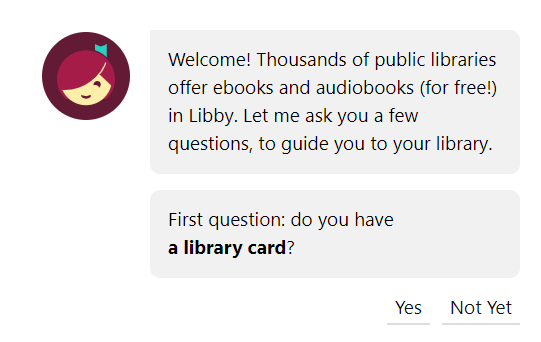 Welcome! Thousands of public libraries
offer ebooks and audiobooks (for free!)
in Libby. Let me ask you a few
questions, to guide you to your library.
First question: do you have
a library card?
Yes Not Yet